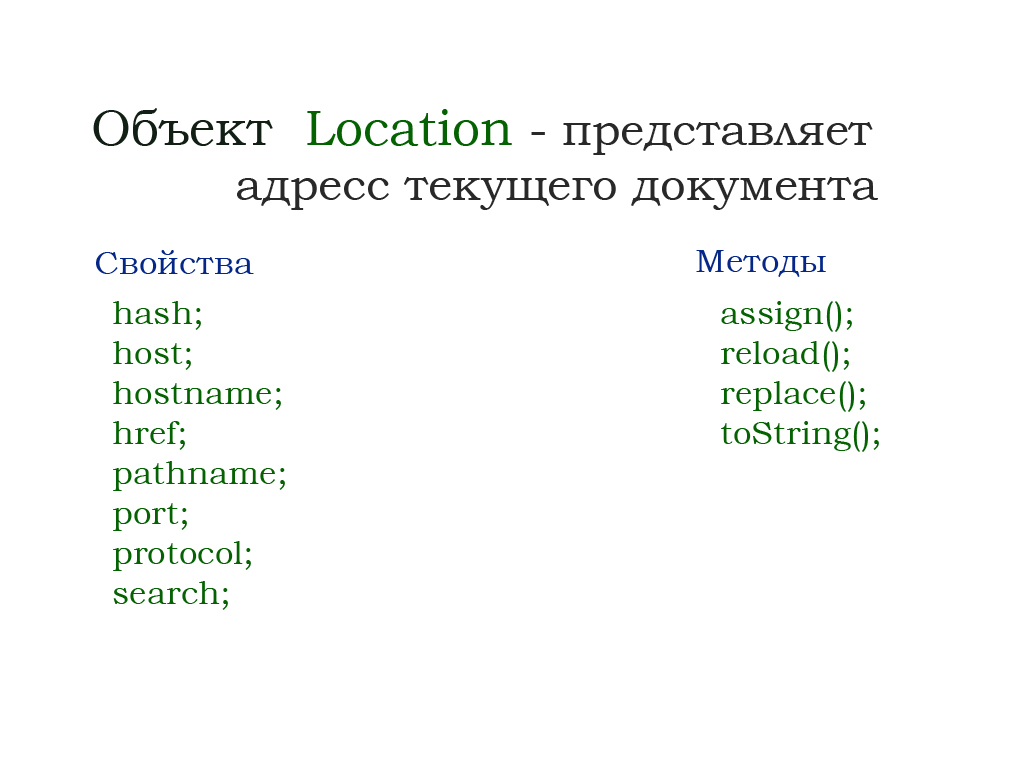 Объект Location - представляет
адресс текущего документа
Свойства
hash;
host;
hostname;
href;
pathname;
port;
protocol;
search;
Методы
assign();
reload();
replace();
toString();